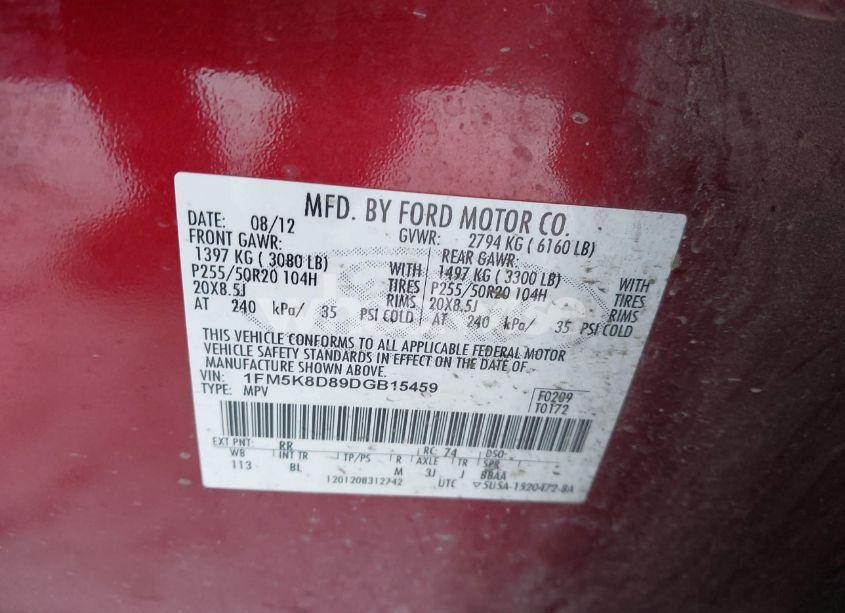 MFD. BY FORD MOTOR CO.
DATE: 08/12 GVWR: 2794 KG ( 6160 LB)
FRONT GAWR: REAR GAWR:
1397 KG ( 3080 LB) WITH 1497 KG ( 3300 LB) WITH
P255/50R20 104H TIRES P255/50R20 104H TIRES
20X8.5J RIMS 20X8.5J RIMS
AT 240 kPa/ 35 PSI COLD AT 240 kPa/ 35 PSI COLD
THIS VEHICLE CONFORMS TO ALL APPLICABLE FEDERAL MOTOR
VEHICLE SAFETY STANDARDS IN EFFECT ON THE DATE OF
MANUFACTURE SHOWN ABOVE.
VIN: 1FM5K8D89DGB15459
TYPE: MPV F0209
T0172
EXT PNT: RR RC: 74 DSO:
WB INT TR TP/PS R AXLE TR SPR
113 BL M 3J J BBAA
1201208312742 UTC 5USA-1520472-BA